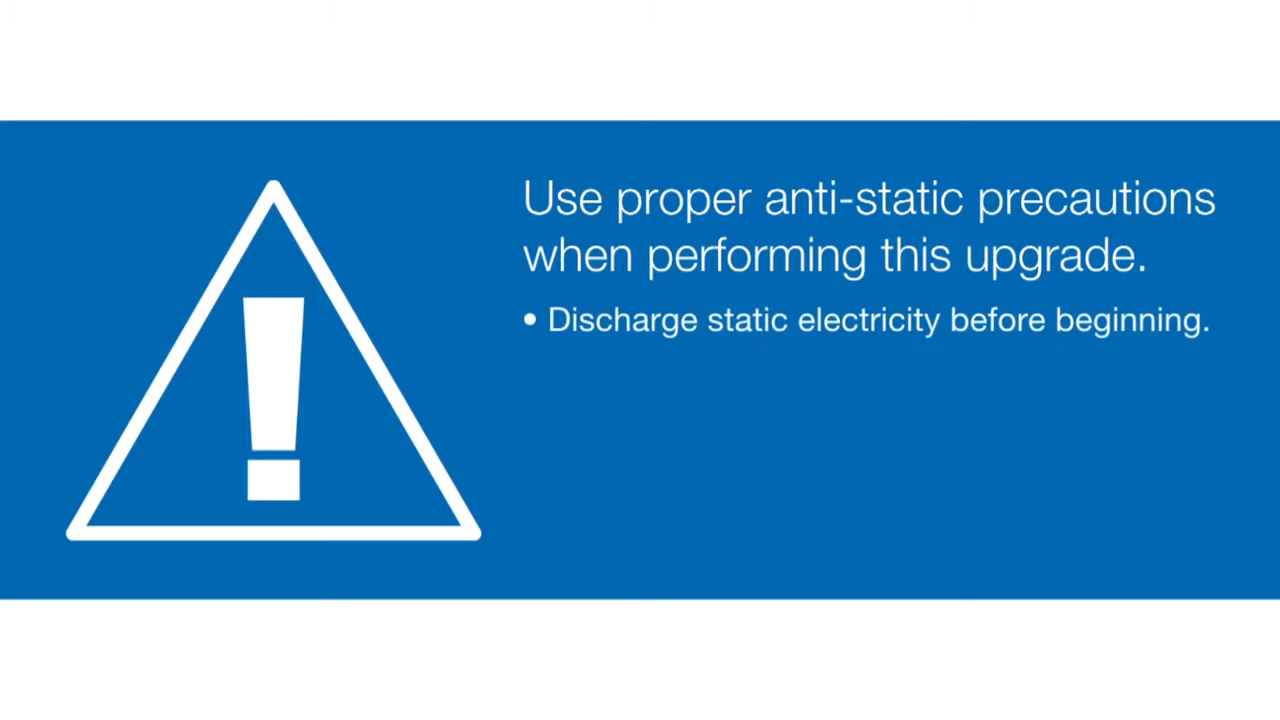 Use proper anti-static precautions
when performing this upgrade.
• Discharge static electricity before beginning.